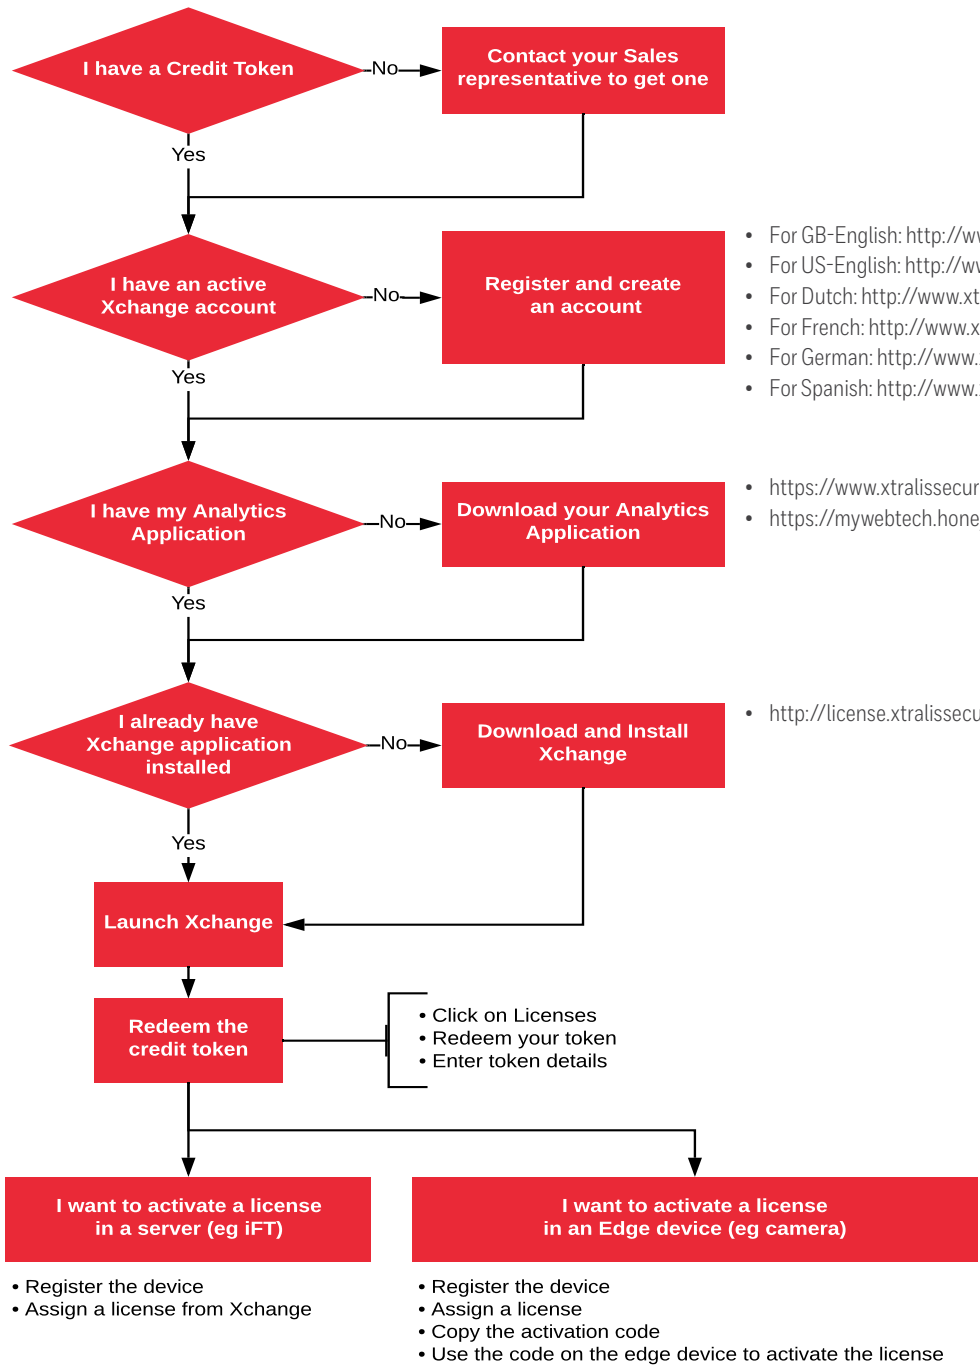 I have a Credit Token
No
Contact your Sales
representative to get one
Yes
I have an active
Xchange account
No
Register and create
an account
• For GB-English: http://w
• For US-English: http://w
• For Dutch: http://www.xt
• For French: http://www.x
• For German: http://www.
• For Spanish: http://www.
Yes
I have my Analytics
Application
No
Download your Analytics
Application
• https://www.xtralissecur
• https://mywebtech.hone
Yes
I already have
Xchange application
installed
No
Download and Install
Xchange
• http://license.xtralissecu
Yes
Launch Xchange
Redeem the
credit token
• Click on Licenses
• Redeem your token
• Enter token details
I want to activate a license
in a server (eg iFT)
• Register the device
• Assign a license from Xchange
I want to activate a license
in an Edge device (eg camera)
• Register the device
• Assign a license
• Copy the activation code
• Use the code on the edge device to activate the license